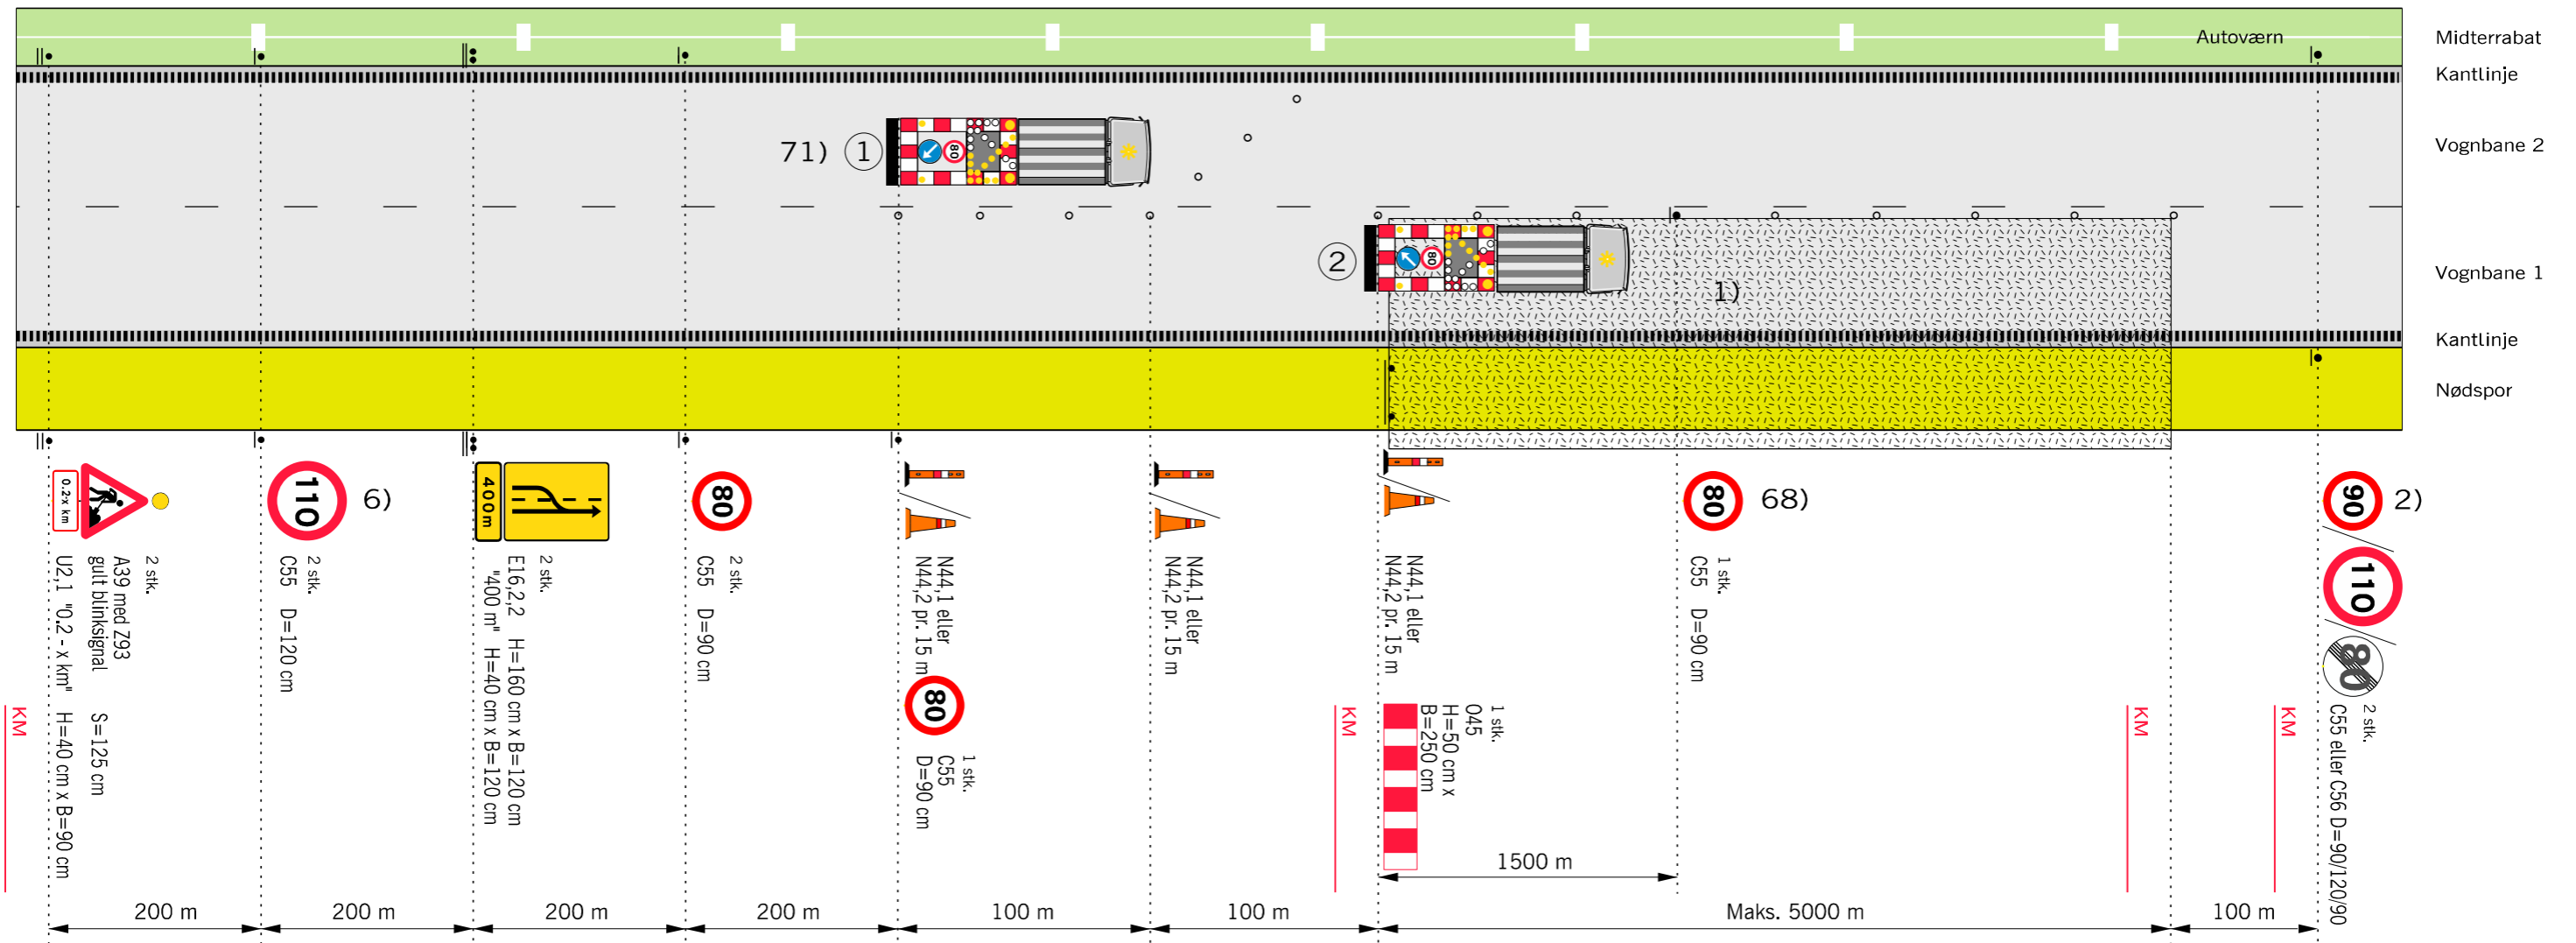 Autoværn
Midterrabat
Kantlinje
Vognbane 2
Vognbane 1
Kantlinje
Nødspor
71) 1
80
2
80
1)
0.2-x km
2 stk.
A39 med Z93
gult blinksignal S=125 cm
U2,1 "0.2 - x km" H=40 cm x B=90 cm
110
6)
2 stk.
C55 D=120 cm
400 m
2 stk.
E16,2,2 H=160 cm x B=120 cm
"400 m" H=40 cm x B=120 cm
80
2 stk.
C55 D=90 cm
N44,1 eller
N44,2 pr. 15 m
80
1 stk.
C55
D=90 cm
N44,1 eller
N44,2 pr. 15 m
N44,1 eller
N44,2 pr. 15 m
1 stk.
O45
H=50 cm x
B=250 cm
80
68)
1 stk.
C55 D=90 cm
90
2)
110
80
2 stk.
C55 eller C56 D=90/120/90
KM
KM
KM
KM
1500 m
200 m
200 m
200 m
200 m
100 m
100 m
Maks. 5000 m
100 m